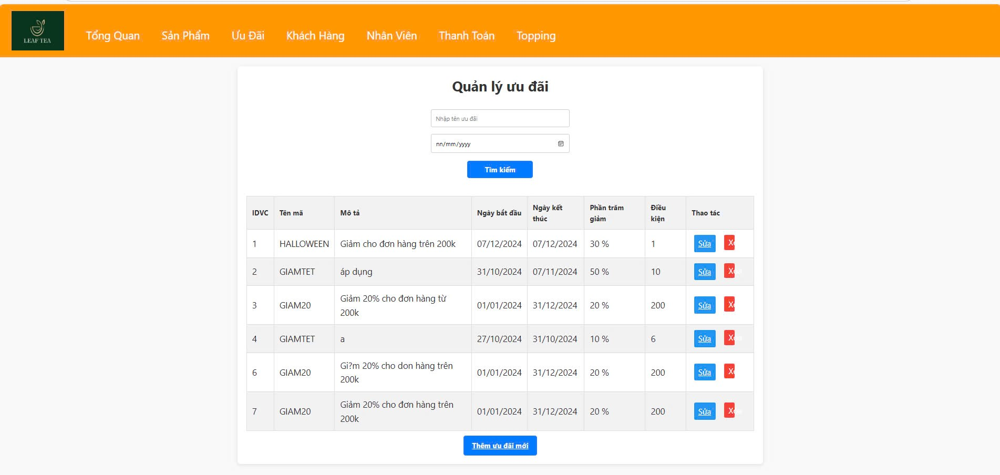 LEAF TEA
Tổng Quan Sản Phẩm Ưu Đãi Khách Hàng Nhân Viên Thanh Toán Topping
Quản lý ưu đãi
Nhập tên ưu đãi
nn/mm/yyyy
Tìm kiếm
IDVC Tên mã Mô tả Ngày bắt đầu Ngày kết thúc Phần trăm giảm Điều kiện Thao tác
1 HALLOWEEN Giảm cho đơn hàng trên 200k 07/12/2024 07/12/2024 30 % 1 Sửa Xó
2 GIAMTET áp dụng 31/10/2024 07/11/2024 50 % 10 Sửa Xóa
3 GIAM20 Giảm 20% cho đơn hàng từ 200k 01/01/2024 31/12/2024 20 % 200 Sửa Xó
4 GIAMTET a 27/10/2024 31/10/2024 10 % 6 Sửa Xóa
6 GIAM20 Gi?m 20% cho don hàng trên 200k 01/01/2024 31/12/2024 20 % 200 Sửa Xó
7 GIAM20 Giảm 20% cho đơn hàng trên 200k 01/01/2024 31/12/2024 20 % 200 Sửa Xóa
Thêm ưu đãi mới